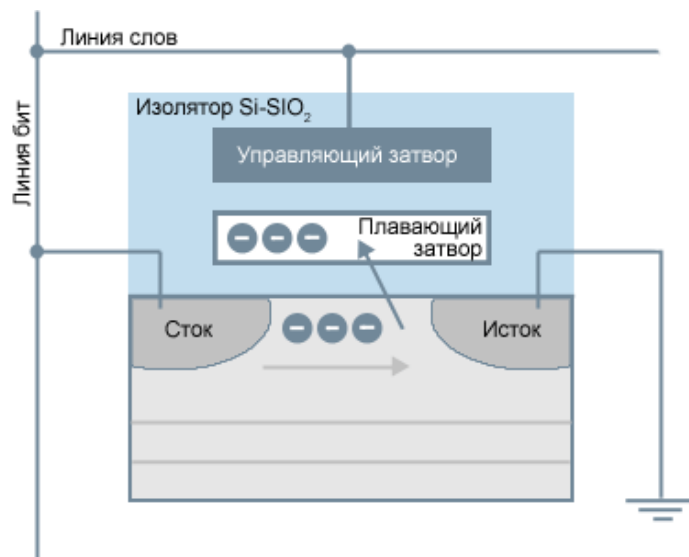 Линия слов
Линия бит
Изолятор Si-SIO₂
Управляющий затвор
Плавающий
затвор
Сток
Исток